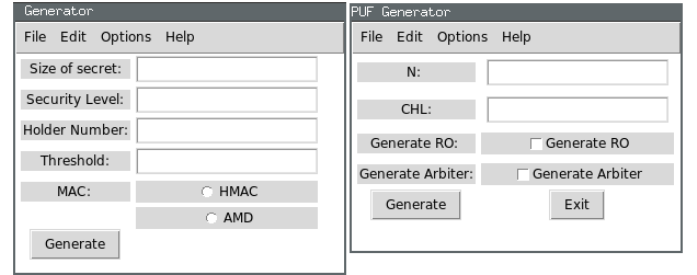 Generator
File Edit Options Help
Size of secret:
Security Level:
Holder Number:
Threshold:
MAC: HMAC
AMD
Generate
PUF Generator
File Edit Options Help
N:
CHL:
Generate RO: Generate RO
Generate Arbiter: Generate Arbiter
Generate Exit